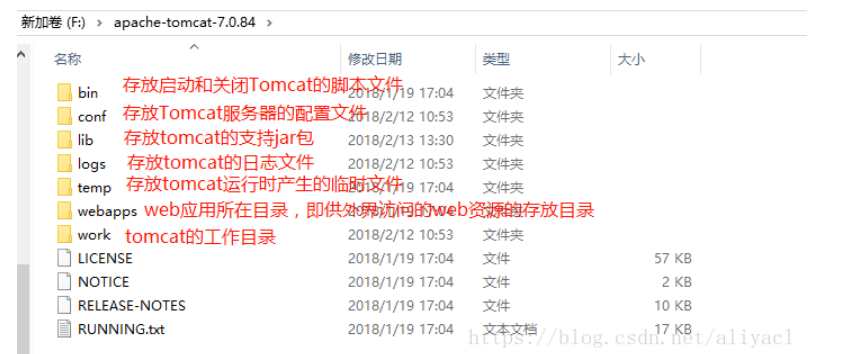 新加卷 (F:) › apache-tomcat-7.0.84 ›
名称 修改日期 类型 大小
bin 存放启动和关闭Tomcat的脚本文件 2018/1/19 17:04 文件夹
conf 存放Tomcat服务器的配置文件 2018/2/12 10:53 文件夹
lib 存放tomcat的支持jar包 2018/2/13 13:30 文件夹
logs 存放tomcat的日志文件 2018/2/12 10:53 文件夹
temp 存放tomcat运行时产生的临时文件 2018/1/19 17:04 文件夹
webapps web应用所在目录，即供外界访问的web资源的存放目录
work tomcat的工作目录 2018/2/12 10:53 文件夹
LICENSE 2018/1/19 17:04 文件 57 KB
NOTICE 2018/1/19 17:04 文件 2 KB
RELEASE-NOTES 2018/1/19 17:04 文件 10 KB
RUNNING.txt 2018/1/19 17:04 文本文档 17 KB
https://blog.csdn.net/aliyacl